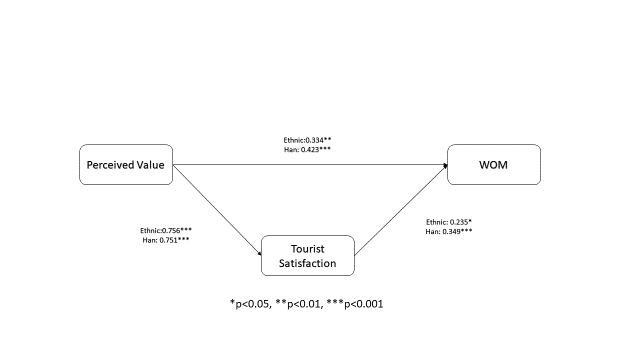 Ethnic:0.334**
Han: 0.423***
Perceived Value
WOM
Ethnic:0.756***
Han: 0.751***
Ethnic: 0.235*
Han: 0.349***
Tourist
Satisfaction
*p<0.05, **p<0.01, ***p<0.001